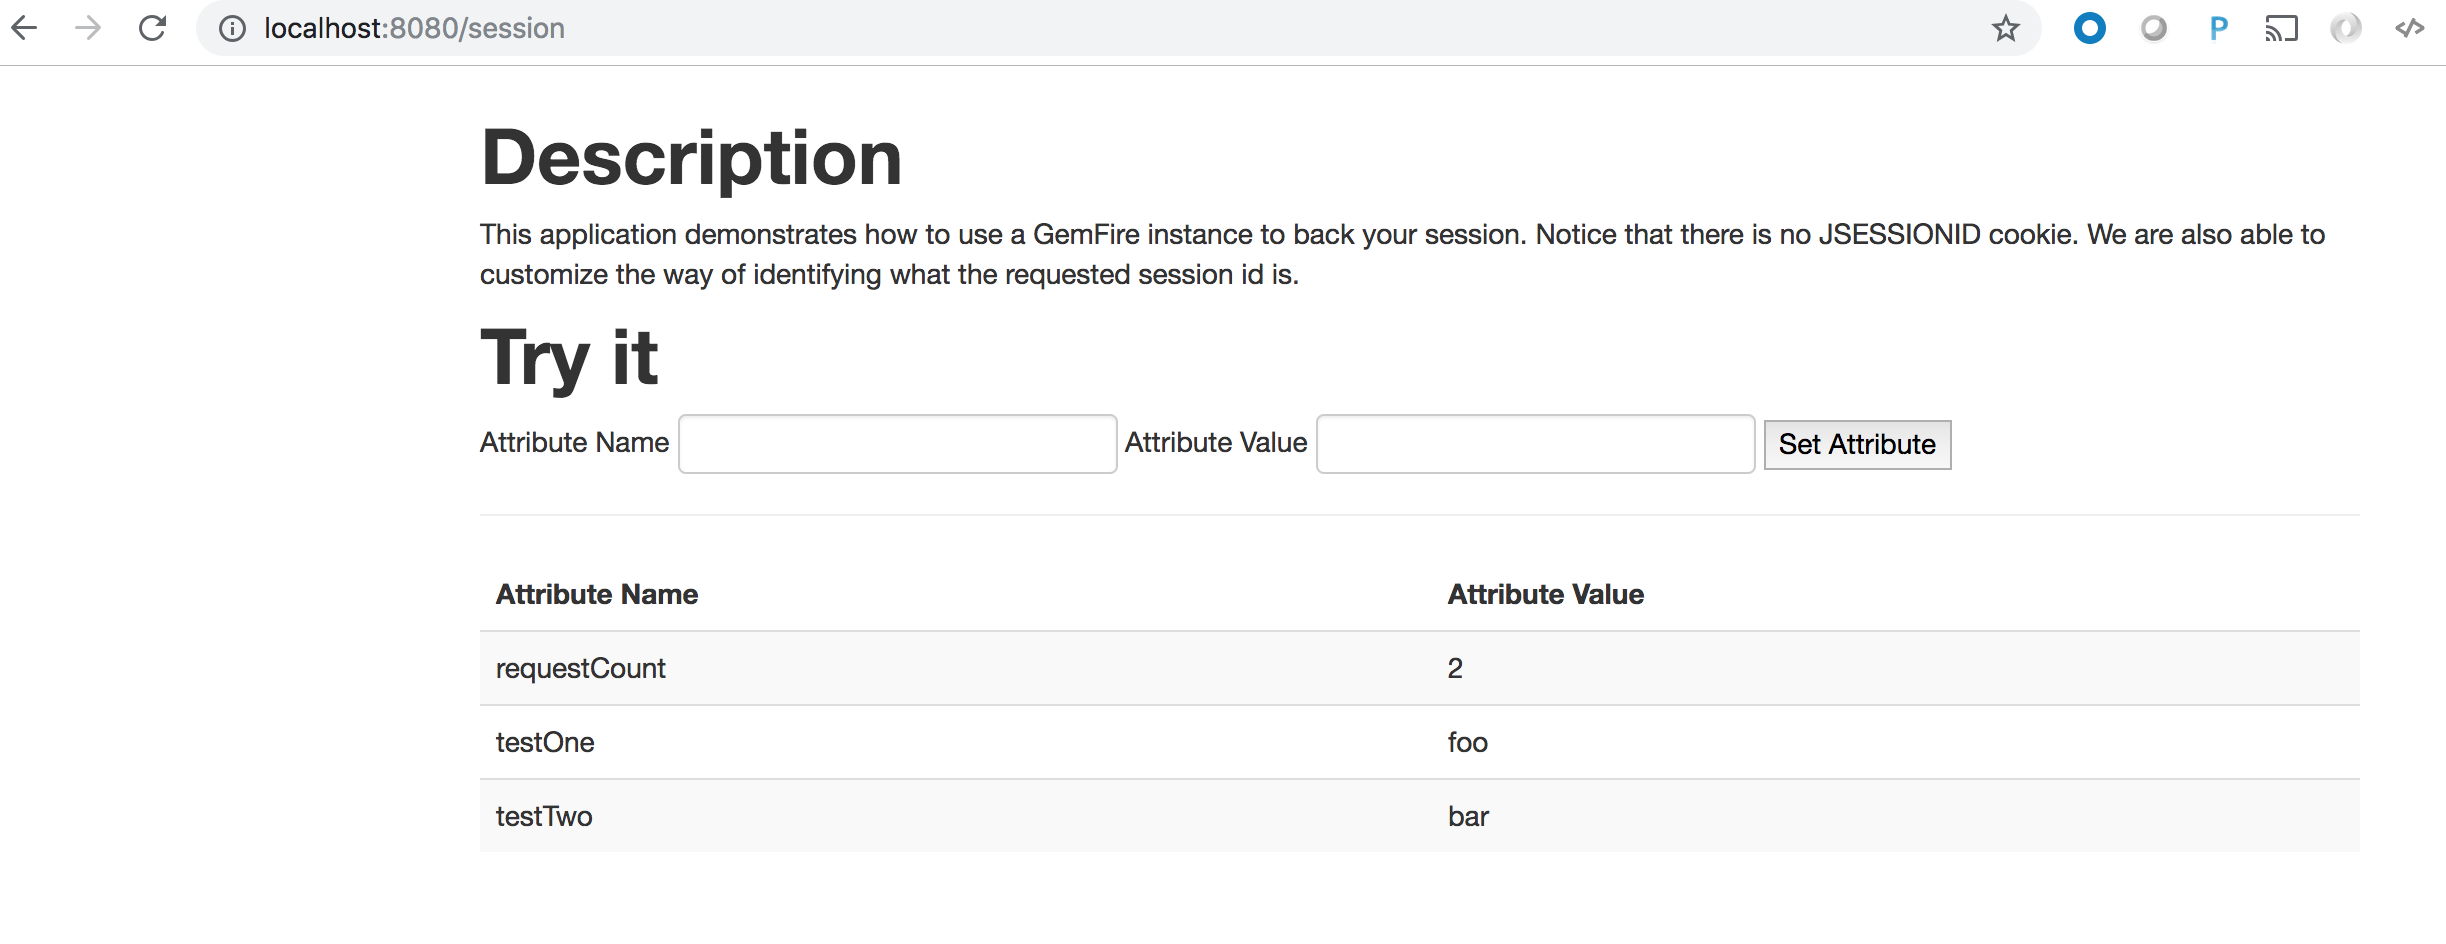 localhost:8080/session
P
Description
This application demonstrates how to use a GemFire instance to back your session. Notice that there is no JSESSIONID cookie. We are also able to
customize the way of identifying what the requested session id is.
Try it
Attribute Name Attribute Value Set Attribute
Attribute Name Attribute Value
requestCount 2
testOne foo
testTwo bar